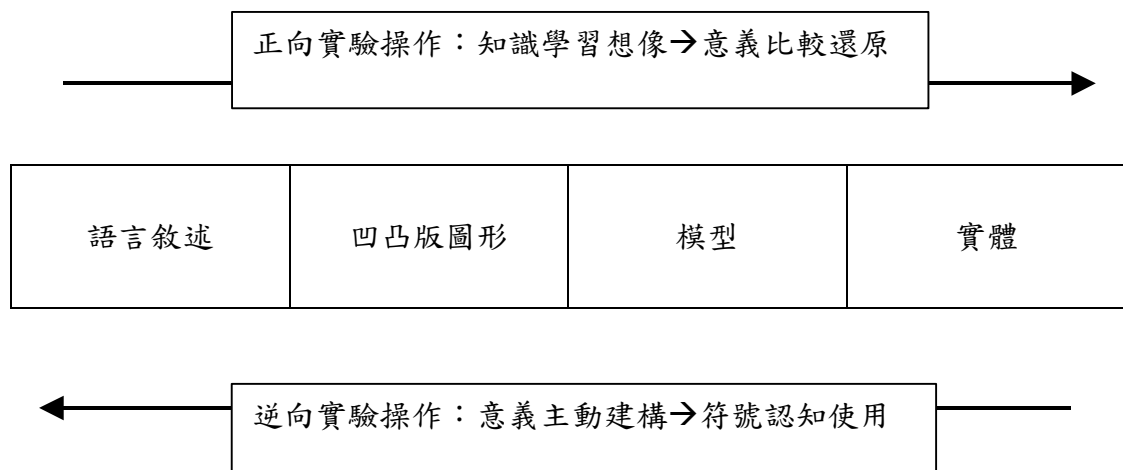 正向實驗操作：知識學習想像→意義比較還原
語言敘述
凹凸版圖形
模型
實體
逆向實驗操作：意義主動建構→符號認知使用